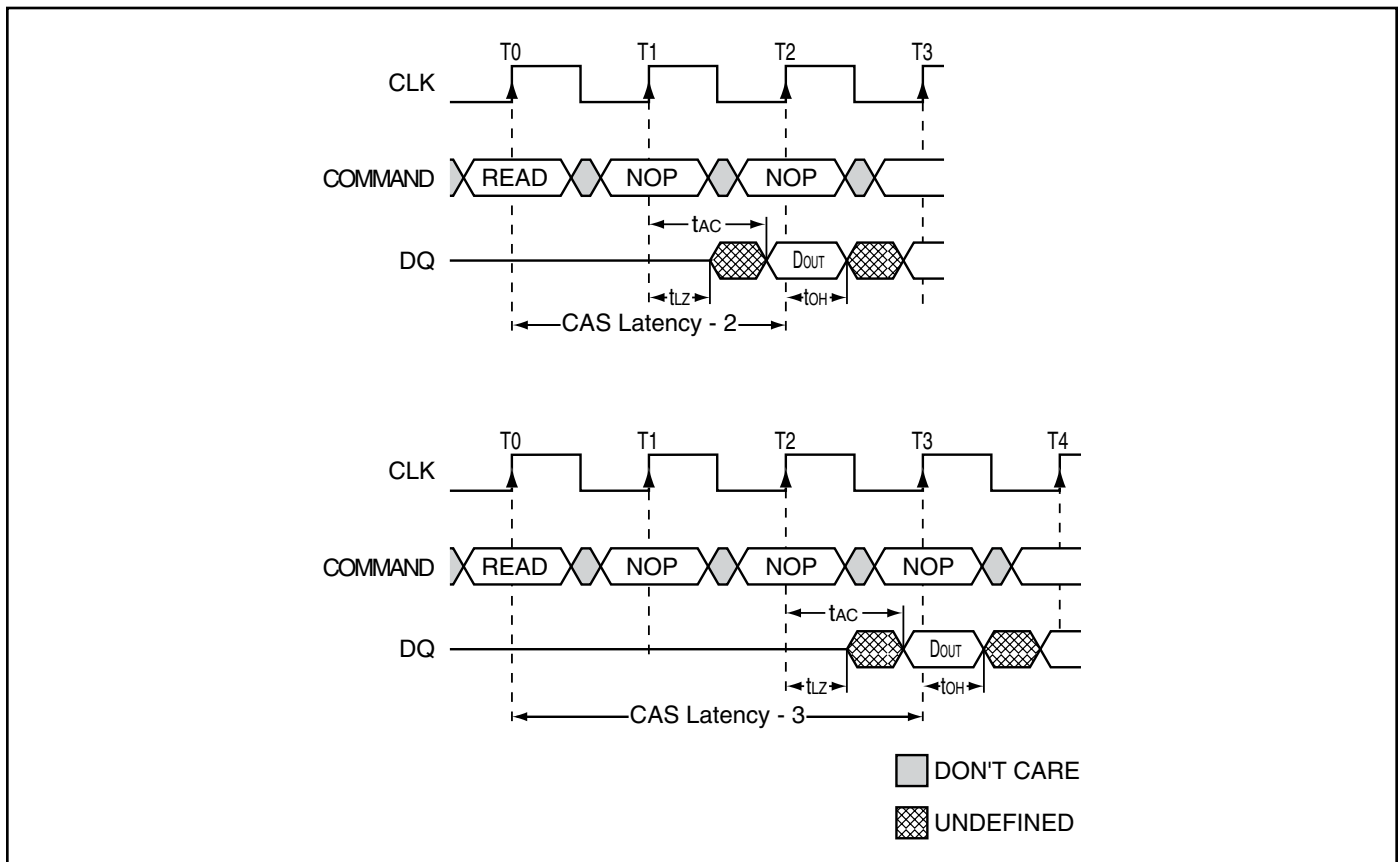 T0 T1 T2 T3
CLK
COMMAND READ NOP NOP
tAC
DQ DOUT
tLZ tOH
CAS Latency - 2
T0 T1 T2 T3 T4
CLK
COMMAND READ NOP NOP NOP
tAC
DQ DOUT
tLZ tOH
CAS Latency - 3
DON'T CARE
UNDEFINED